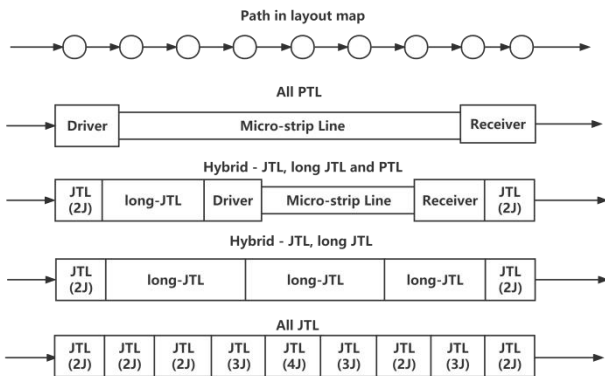 Path in layout map
All PTL
Driver Micro-strip Line Receiver
Hybrid - JTL, long JTL and PTL
JTL (2J) long-JTL Driver Micro-strip Line Receiver JTL (2J)
Hybrid - JTL, long JTL
JTL (2J) long-JTL long-JTL long-JTL JTL (2J)
All JTL
JTL JTL JTL JTL JTL JTL JTL JTL JTL
(2J) (2J) (2J) (3J) (4J) (3J) (2J) (3J) (2J)